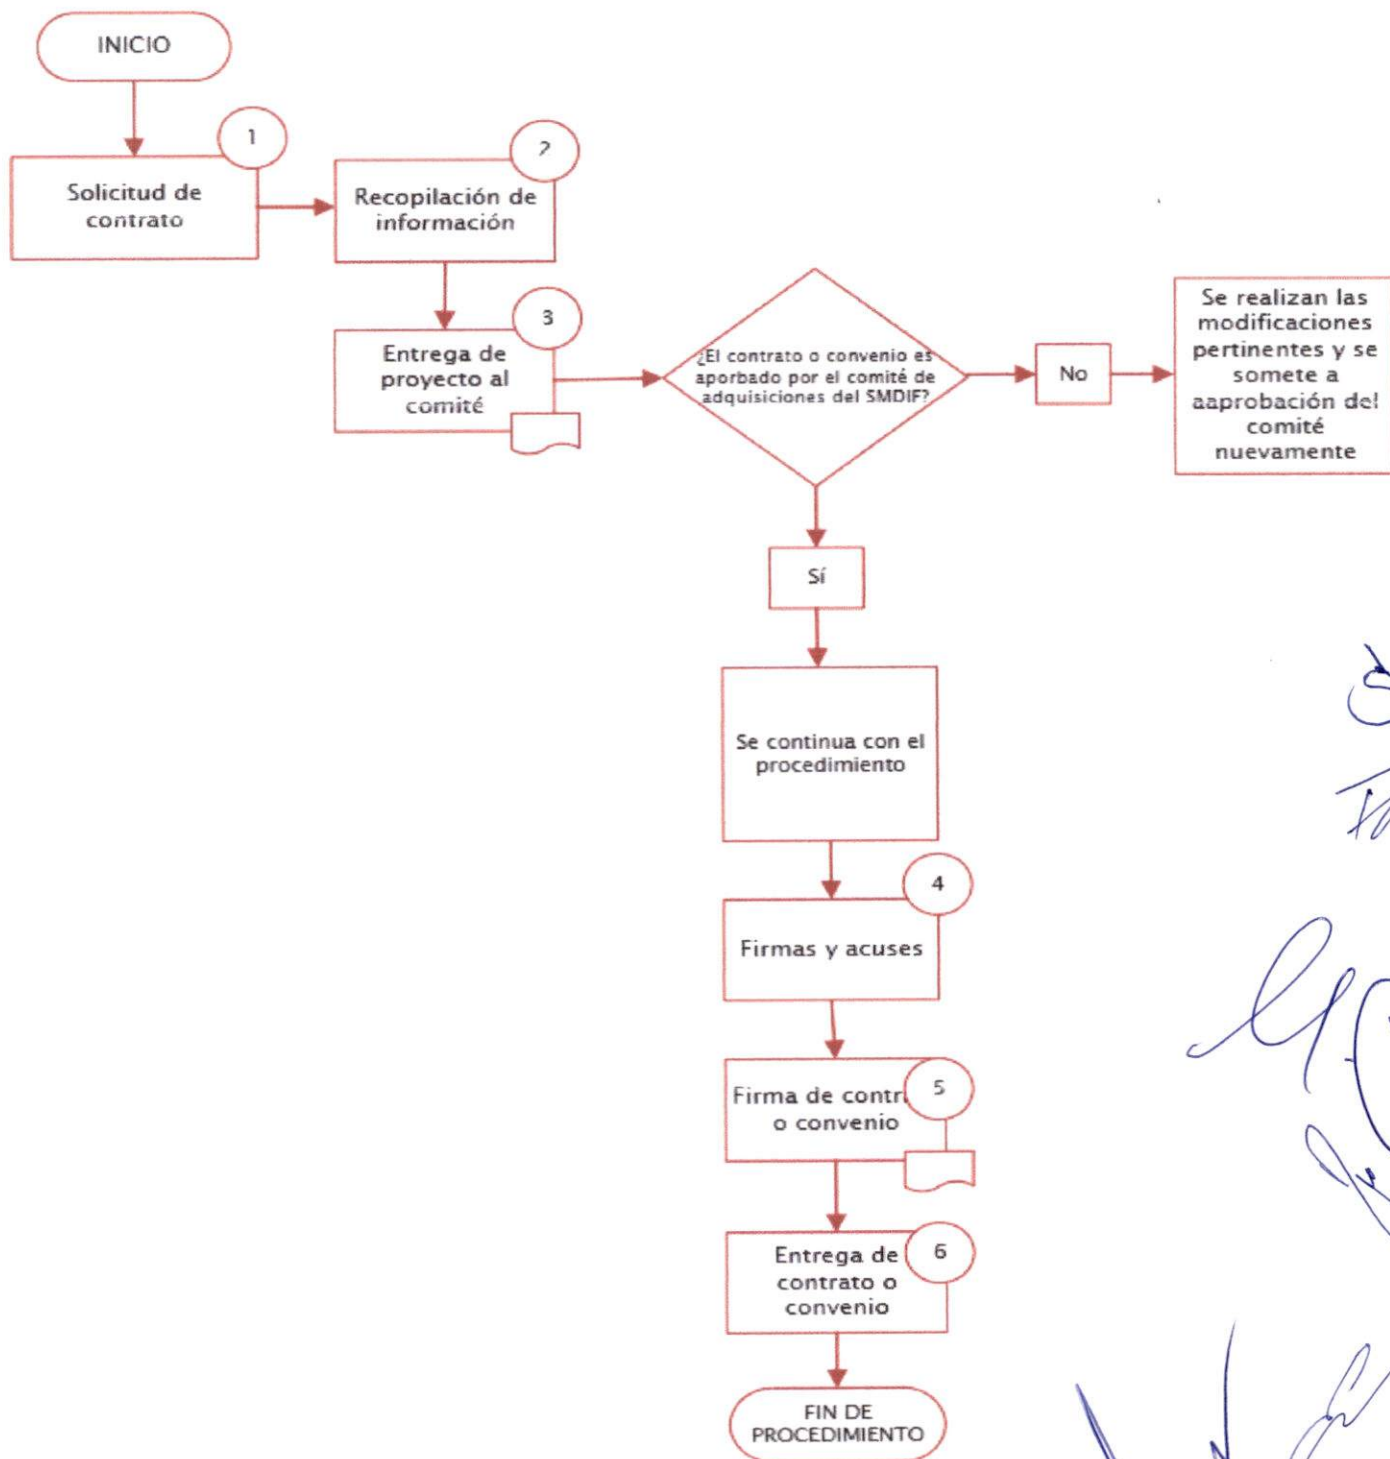 INICIO
1
Solicitud de
contrato
2
Recopilación de
información
3
Entrega de
proyecto al
comité
¿El contrato o convenio es
aporbado por el comité de
adquisiciones del SMDIF?
No
Se realizan las
modificaciones
pertinentes y se
somete a
aaprobación del
comité
nuevamente
Sí
Se continua con el
procedimiento
4
Firmas y acuses
5
Firma de contr
o convenio
6
Entrega de
contrato o
convenio
FIN DE
PROCEDIMIENTO